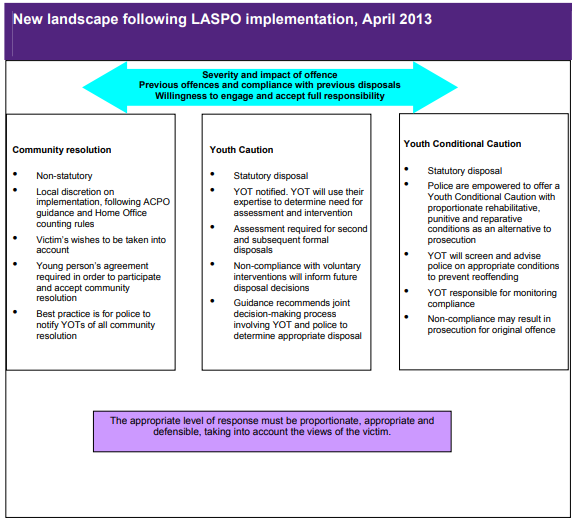 New landscape following LASPO implementation, April 2013
Severity and impact of offence
Previous offences and compliance with previous disposals
Willingness to engage and accept full responsibility
Community resolution
• Non-statutory
• Local discretion on
implementation, following ACPO
guidance and Home Office
counting rules
• Victim's wishes to be taken into
account
• Young person's agreement
required in order to participate
and accept community
resolution
• Best practice is for police to
notify YOTs of all community
resolution
Youth Caution
• Statutory disposal
• YOT notified. YOT will use their
expertise to determine need for
assessment and intervention
• Assessment required for second
and subsequent formal
disposals
• Non-compliance with voluntary
interventions will inform future
disposal decisions
• Guidance recommends joint
decision-making process
involving YOT and police to
determine appropriate disposal
Youth Conditional Caution
• Statutory disposal
• Police are empowered to offer a
Youth Conditional Caution with
proportionate rehabilitative,
punitive and reparative
conditions as an alternative to
prosecution
• YOT will screen and advise
police on appropriate conditions
to prevent reoffending
• YOT responsible for monitoring
compliance
• Non-compliance may result in
prosecution for original offence
The appropriate level of response must be proportionate, appropriate and
defensible, taking into account the views of the victim.